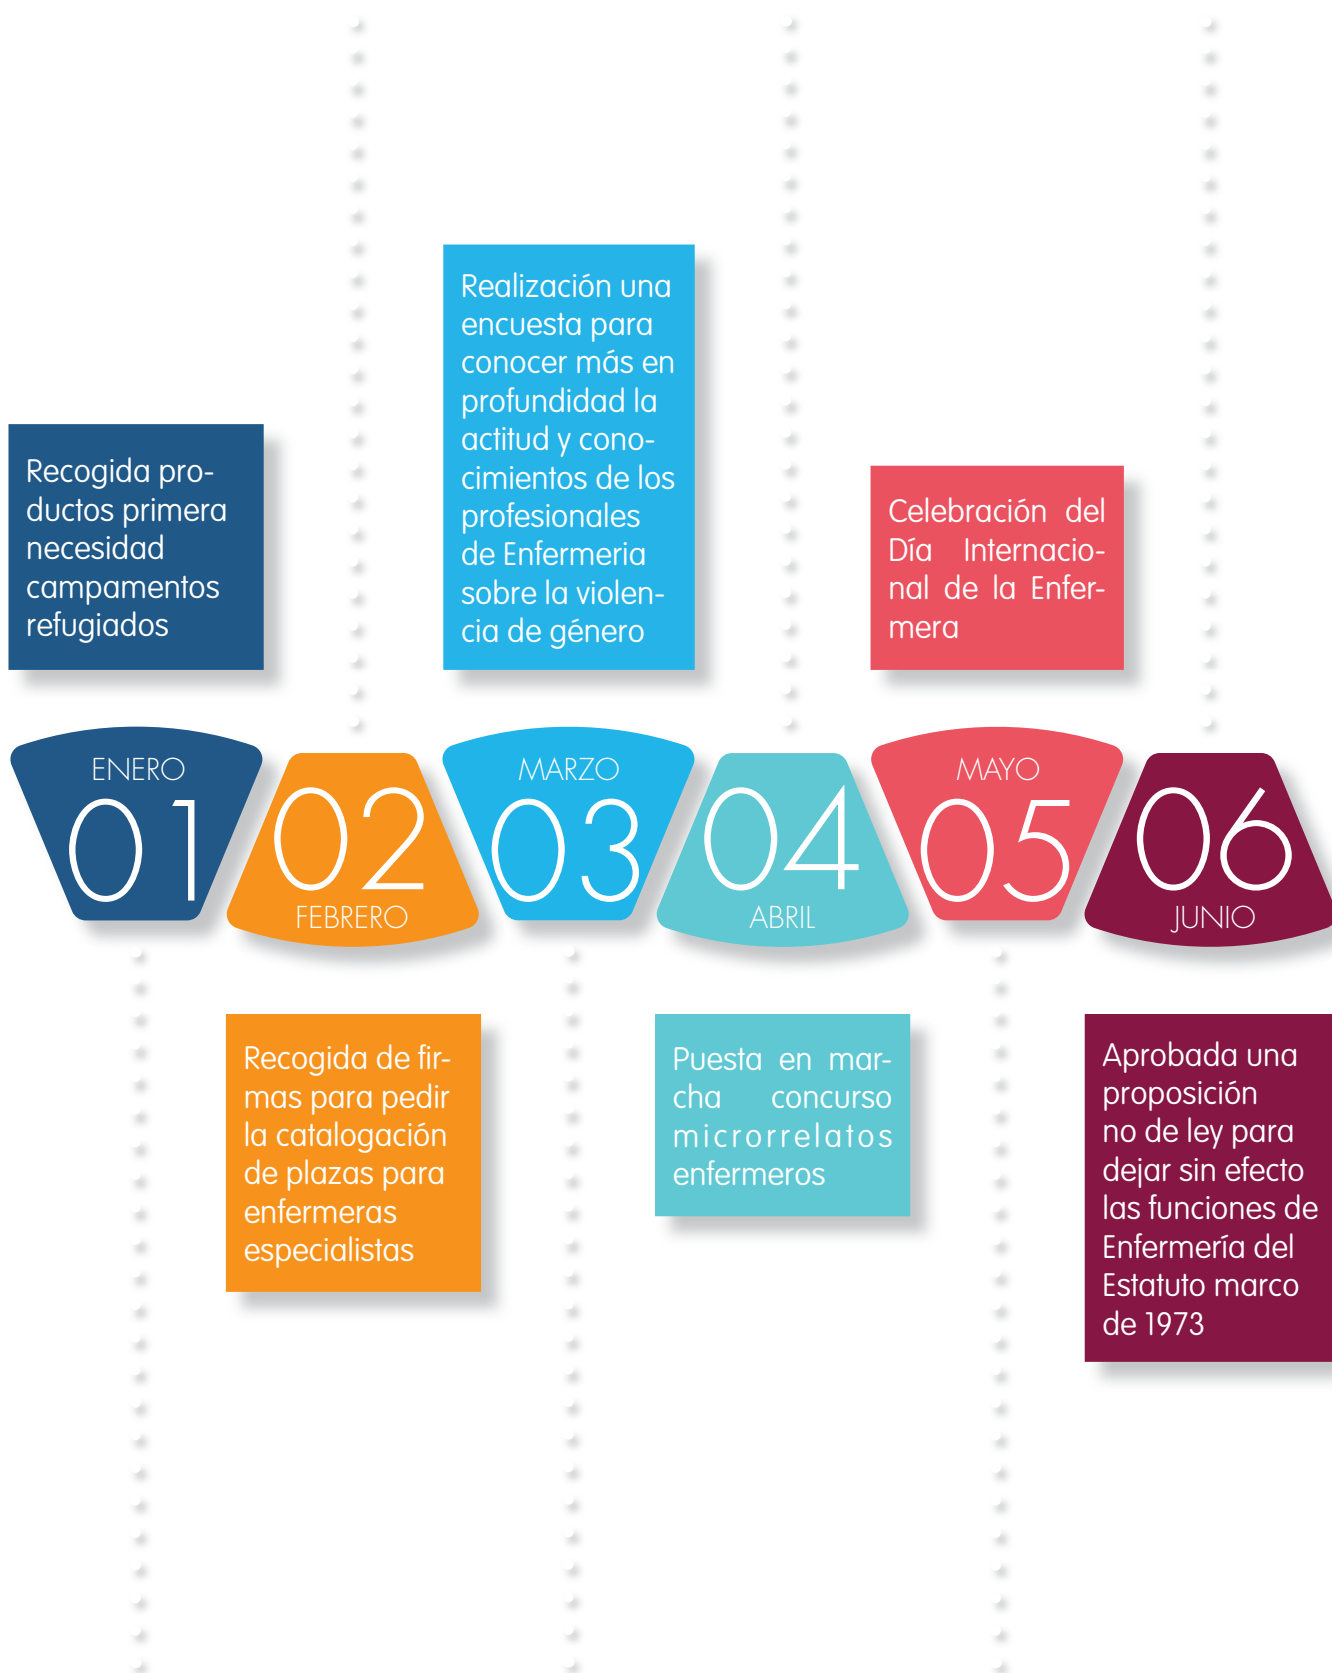 Recogida pro-
ductos primera
necesidad
campamentos
refugiados
ENERO
01
02
FEBRERO
Recogida de fir-
mas para pedir
la catalogación
de plazas para
enfermeras
especialistas
Realización una
encuesta para
conocer más en
profundidad la
actitud y cono-
cimientos de los
profesionales
de Enfermeria
sobre la violen-
cia de género
MARZO
03
04
ABRIL
Puesta en mar-
cha concurso
microrrelatos
enfermeros
Celebración del
Día Internacio-
nal de la Enfer-
mera
MAYO
05
06
JUNIO
Aprobada una
proposición
no de ley para
dejar sin efecto
las funciones de
Enfermería del
Estatuto marco
de 1973